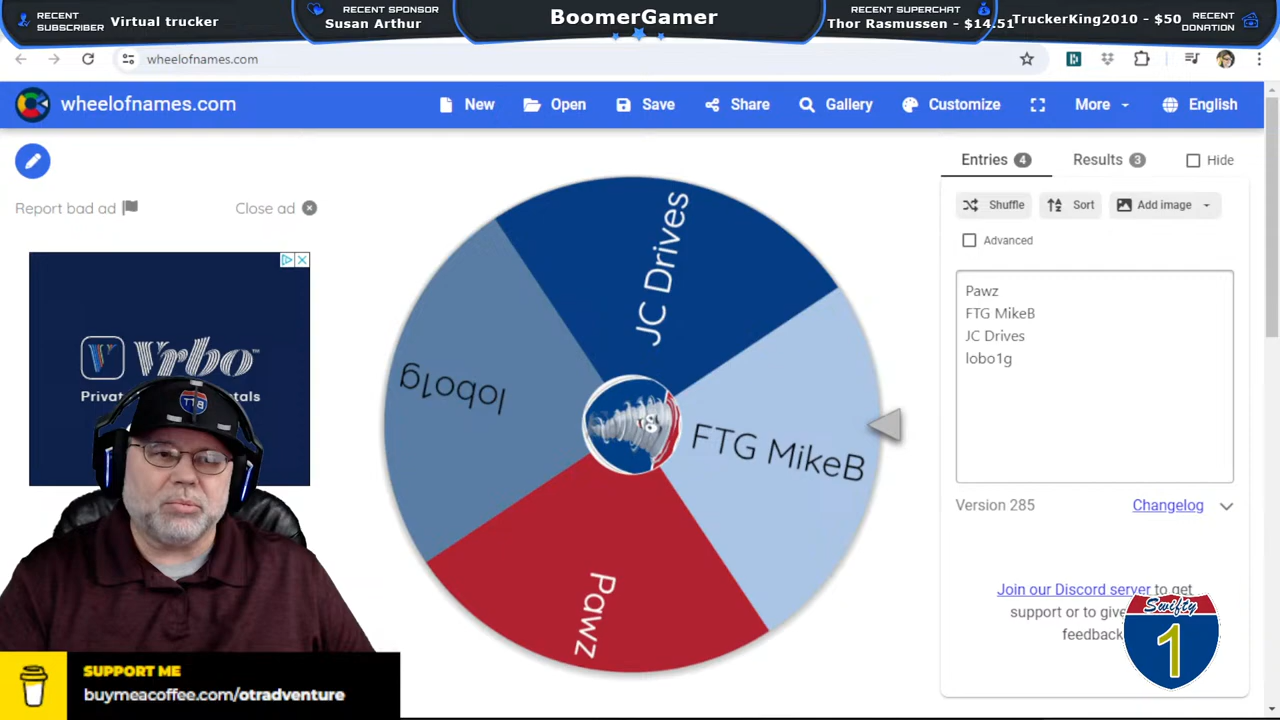 RECENT SUBSCRIBER
Virtual trucker
RECENT SPONSOR
Susan Arthur
BoomerGamer
RECENT SUPERCHAT
Thor Rasmussen - $14.51
TruckerKing2010 - $50
RECENT DONATION
wheelofnames.com
wheelofnames.com
New
Open
Save
Share
Gallery
Customize
More
English
Report bad ad
Close ad
Vrbo
JC Drives
FTG MikeB
Pawz
lobo1g
Entries 4
Results 3
Hide
Shuffle
Sort
Add image
Advanced
Pawz
FTG MikeB
JC Drives
lobo1g
Version 285
Changelog
Join our Discord server to get
support or to give
feedback
Swifty
1
SUPPORT ME
buymeacoffee.com/otradventure